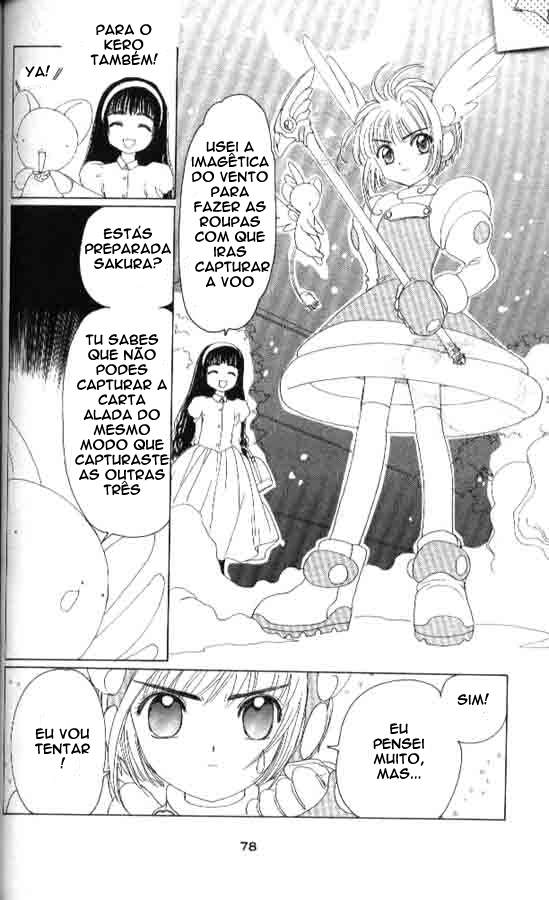 USEI A
IMAGÊTICA
DO VENTO
PARA
FAZER AS
ROUPAS
COM QUE
IRAS
CAPTURAR
A VOO
PARA O
KERO
TAMBÉM!
YA!
ESTÁS
PREPARADA
SAKURA?
TU SABES
QUE NÃO
PODES
CAPTURAR A
CARTA
ALADA DO
MESMO
MODO QUE
CAPTURASTE
AS OUTRAS
TRÊS
SIM!
EU
PENSEI
MUITO,
MAS...
EU VOU
TENTAR
!
78